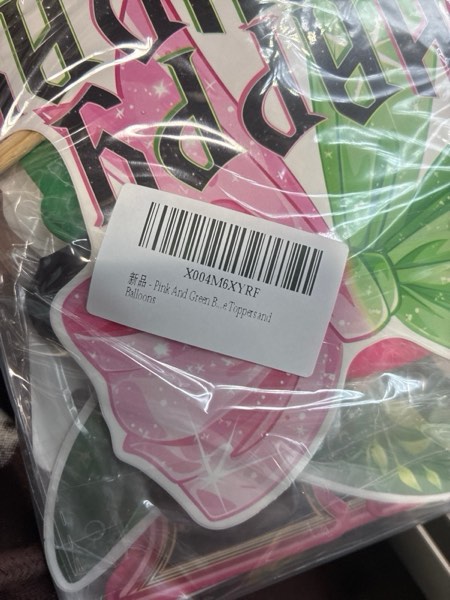 X004M6XYRF
新品 - Pink And Green B...e Toppers and
Balloons